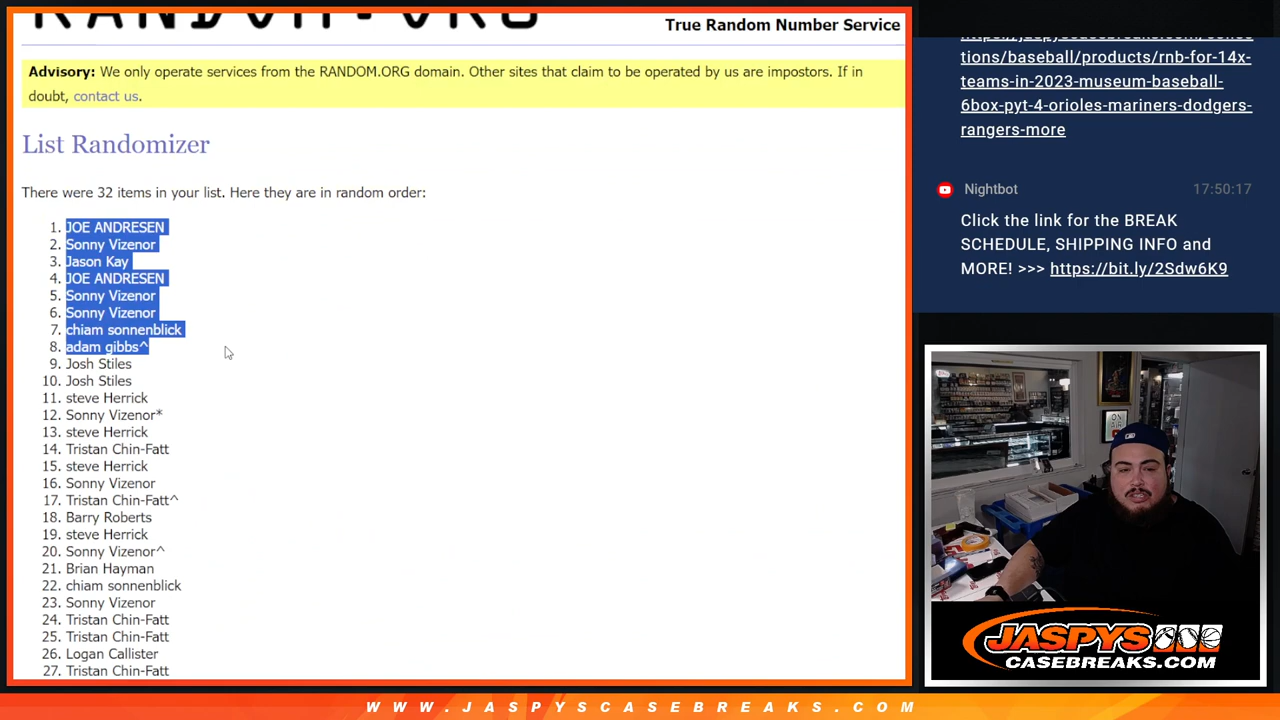 RANDOM.ORG
True Random Number Service
Advisory: We only operate services from the RANDOM.ORG domain. Other sites that claim to be operated by us are impostors. If in
doubt, contact us.
List Randomizer
There were 32 items in your list. Here they are in random order:
1. JOE ANDRESEN
2. Sonny Vizenor
3. Jason Kay
4. JOE ANDRESEN
5. Sonny Vizenor
6. Sonny Vizenor
7. chiam sonnenblick
8. adam gibbs^
9. Josh Stiles
10. Josh Stiles
11. steve Herrick
12. Sonny Vizenor*
13. steve Herrick
14. Tristan Chin-Fatt
15. steve Herrick
16. Sonny Vizenor
17. Tristan Chin-Fatt^
18. Barry Roberts
19. steve Herrick
20. Sonny Vizenor^
21. Brian Hayman
22. chiam sonnenblick
23. Sonny Vizenor
24. Tristan Chin-Fatt
25. Tristan Chin-Fatt
26. Logan Callister
27. Tristan Chin-Fatt
tions/baseball/products/rnb-for-14x-
teams-in-2023-museum-baseball-
6box-pyt-4-orioles-mariners-dodgers-
rangers-more
Nightbot 17:50:17
Click the link for the BREAK
SCHEDULE, SHIPPING INFO and
MORE! >>> https://bit.ly/2Sdw6K9
ON
AIR
JASPYS
CASEBREAKS.COM
WWW.JASPYSCASEBREAKS.COM